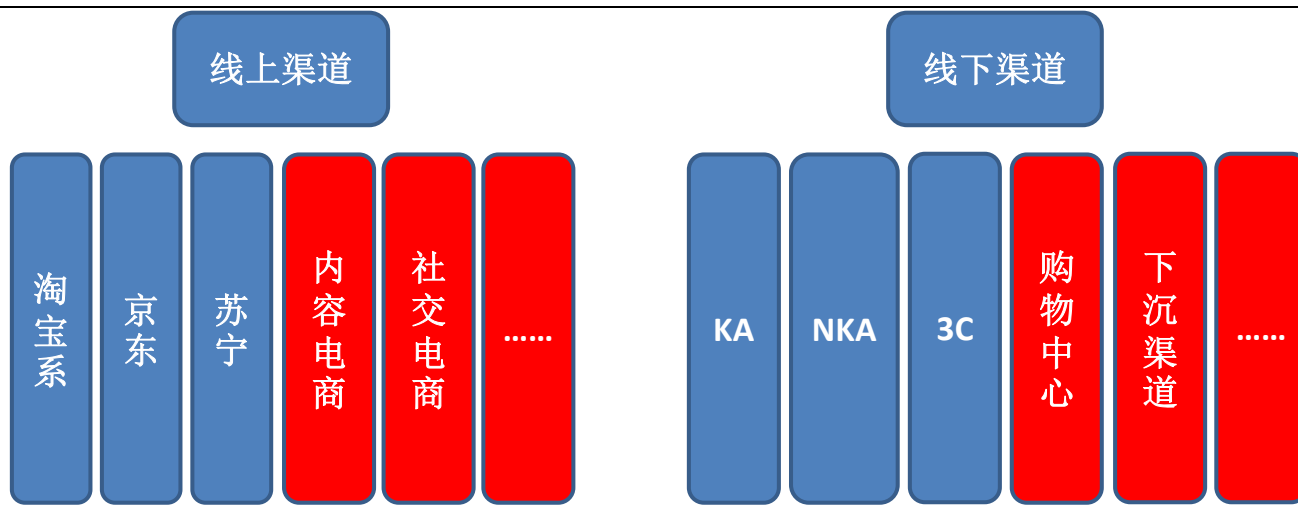 线上渠道
线下渠道
淘宝系
京东
苏宁
内容电商
社交电商
……
KA
NKA
3C
购物中心
下沉渠道
……